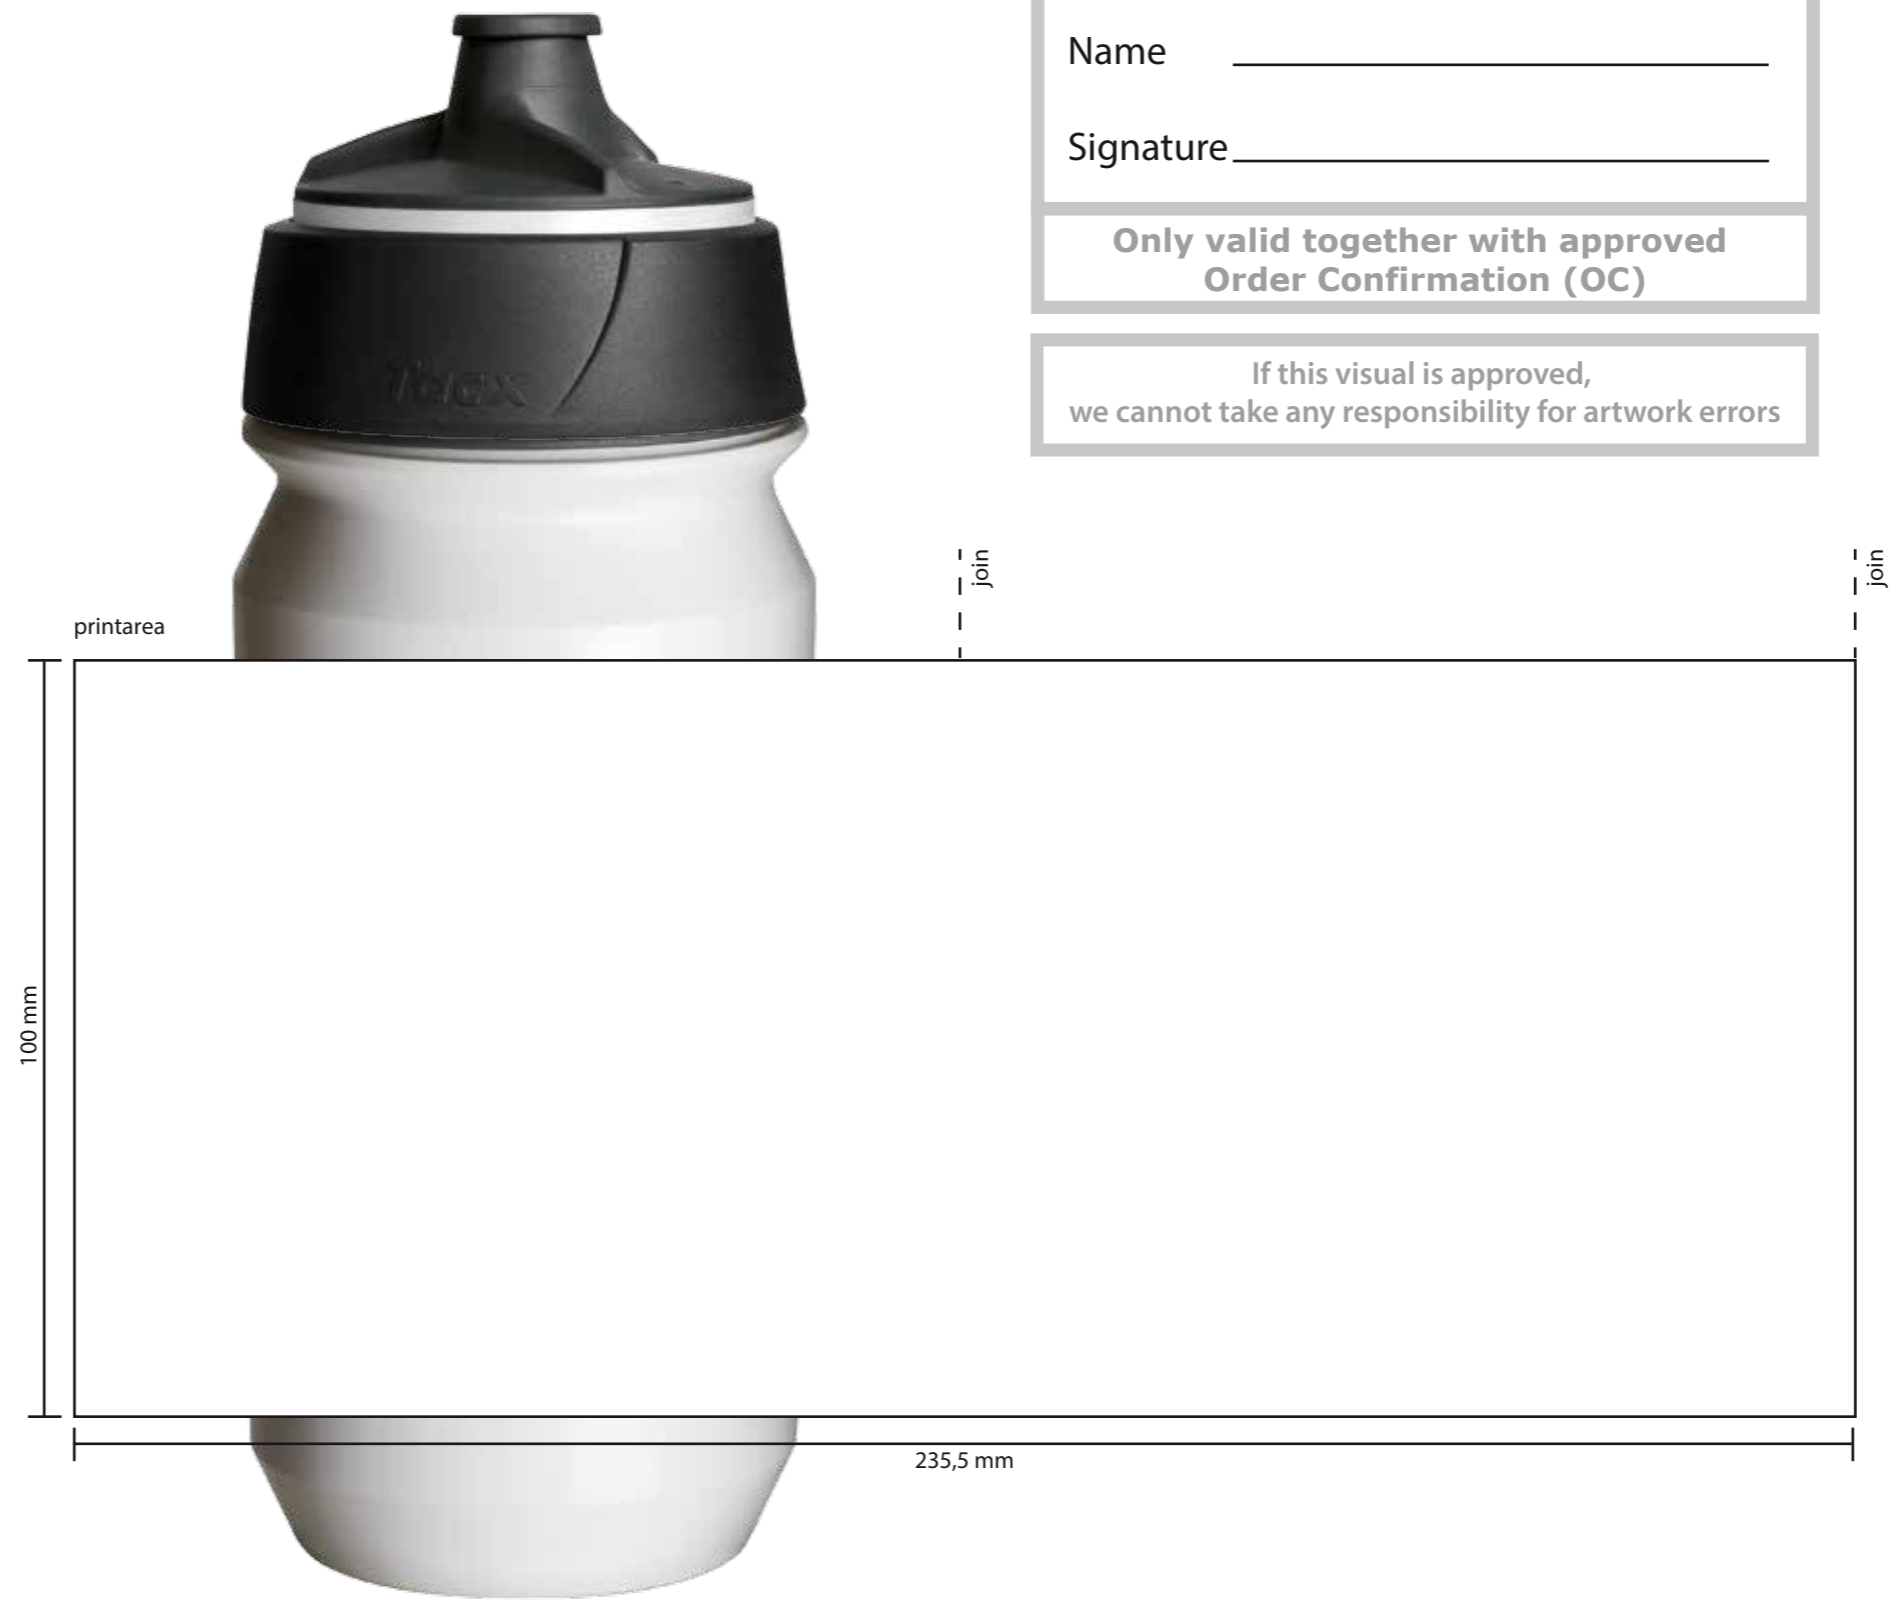 Name
Signature
Only valid together with approved
Order Confirmation (OC)
If this visual is approved,
we cannot take any responsibility for artwork errors
join
join
printarea
100 mm
235,5 mm
Tacx